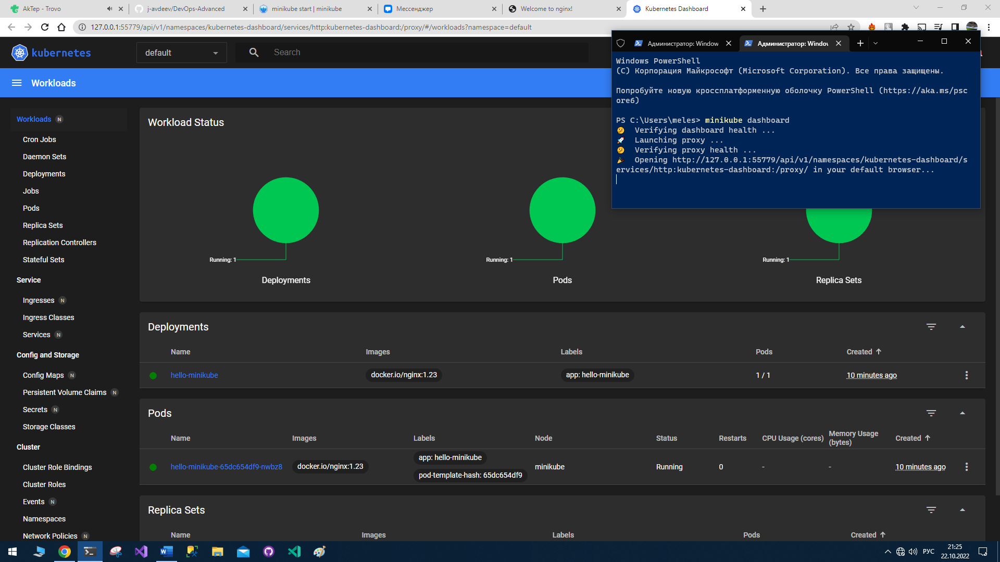 AkTep - Trovo
j-avdeev/DevOps-Advanced
minikube start | minikube
Мессенджер
Welcome to nginx!
Kubernetes Dashboard
127.0.0.1:55779/api/v1/namespaces/kubernetes-dashboard/services/http:kubernetes-dashboard:/proxy/#/workloads?namespace=default
kubernetes
default
Search
Workloads
Администратор: Window
Администратор: Windov
Windows PowerShell
(C) Корпорация Майкрософт (Microsoft Corporation). Все права защищены.
Попробуйте новую кроссплатформенную оболочку PowerShell (https://aka.ms/psc
ore6)
PS C:\Users\meles> minikube dashboard
Verifying dashboard health ...
Launching proxy ...
Verifying proxy health ...
Opening http://127.0.0.1:55779/api/v1/namespaces/kubernetes-dashboard/s
ervices/http:kubernetes-dashboard:/proxy/ in your default browser...
Workloads N
Cron Jobs
Daemon Sets
Deployments
Jobs
Pods
Replica Sets
Replication Controllers
Stateful Sets
Service
Ingresses N
Ingress Classes
Services N
Config and Storage
Config Maps N
Persistent Volume Claims N
Secrets N
Storage Classes
Cluster
Cluster Role Bindings
Cluster Roles
Events N
Namespaces
Network Policies N
Workload Status
Running: 1
Deployments
Running: 1
Pods
Running: 1
Replica Sets
Deployments
Name Images Labels Pods Created
hello-minikube docker.io/nginx:1.23 app: hello-minikube 1 / 1 10 minutes ago
Pods
Name Images Labels Node Status Restarts CPU Usage (cores) Memory Usage (bytes) Created
hello-minikube-65dc654df9-nwbz8 docker.io/nginx:1.23 app: hello-minikube pod-template-hash: 65dc654df9 minikube Running 0 - - 10 minutes ago
Replica Sets
Name Images Labels Pods Created
РУС
21:25
22.10.2022